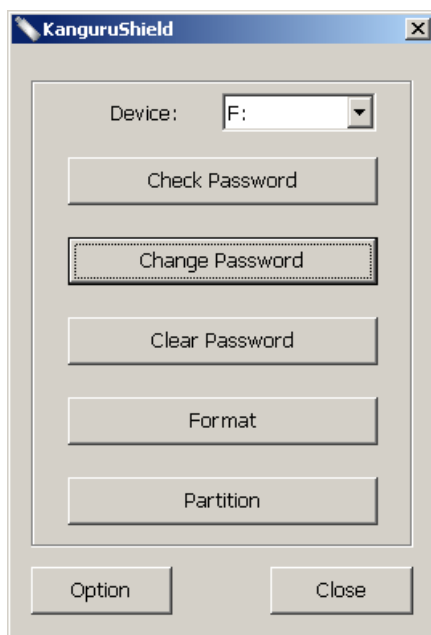 KanguruShield
Device: F:
Check Password
Change Password
Clear Password
Format
Partition
Option Close